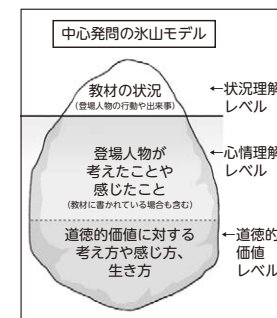 中心発問の氷山モデル
教材の状況
(登場人物の行動や出来事)
←状況理解
レベル
登場人物が
考えたことや
感じたこと
(教材に書かれている場合も含む)
←心情理解
レベル
道徳的価値に対する
考え方や感じ方、
生き方
←道徳的
価値
レベル